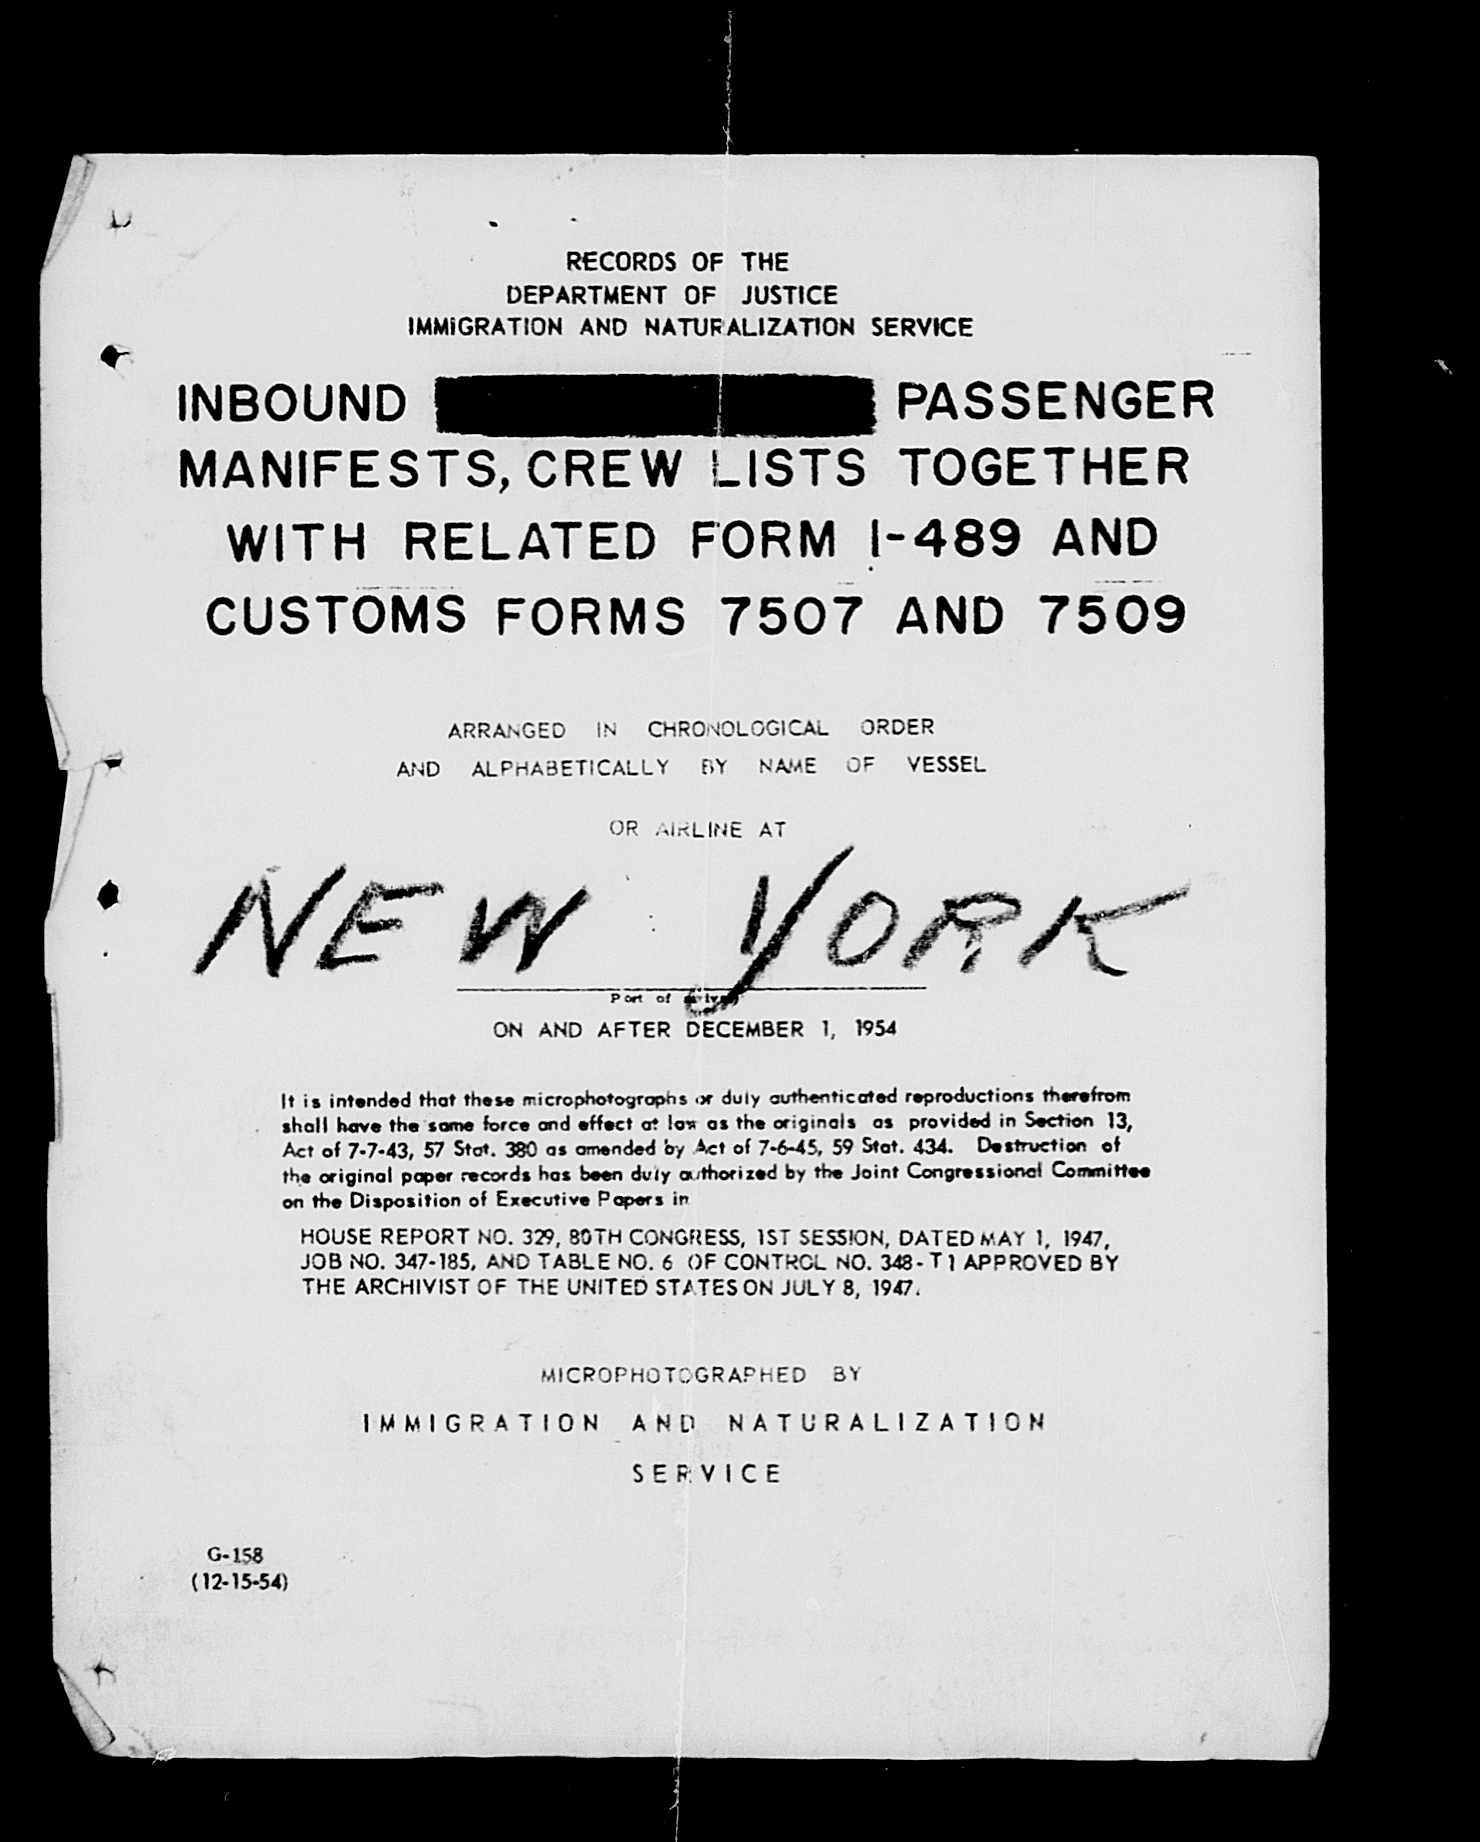 RECORDS OF THE
DEPARTMENT OF JUSTICE
IMMIGRATION AND NATURALIZATION SERVICE
INBOUND PASSENGER
MANIFESTS, CREW LISTS TOGETHER
WITH RELATED FORM I-489 AND
CUSTOMS FORMS 7507 AND 7509
ARRANGED IN CHRONOLOGICAL ORDER
AND ALPHABETICALLY BY NAME OF VESSEL
OR AIRLINE AT
NEW YORK
Port of
ON AND AFTER DECEMBER 1, 1954
It is intended that these microphotographs or duly authenticated reproductions therefrom
shall have the same force and effect at law as the originals as provided in Section 13,
Act of 7-7-43, 57 Stat. 380 as amended by Act of 7-6-45, 59 Stat. 434. Destruction of
the original paper records has been duly authorized by the Joint Congressional Committee
on the Disposition of Executive Papers in
HOUSE REPORT NO. 329, 80TH CONGRESS, 1ST SESSION, DATED MAY 1, 1947,
JOB NO. 347-185, AND TABLE NO. 6 OF CONTROL NO. 348-T1 APPROVED BY
THE ARCHIVIST OF THE UNITED STATES ON JULY 8, 1947.
MICROPHOTOGRAPHED BY
IMMIGRATION AND NATURALIZATION
SERVICE
G-158
(12-15-54)